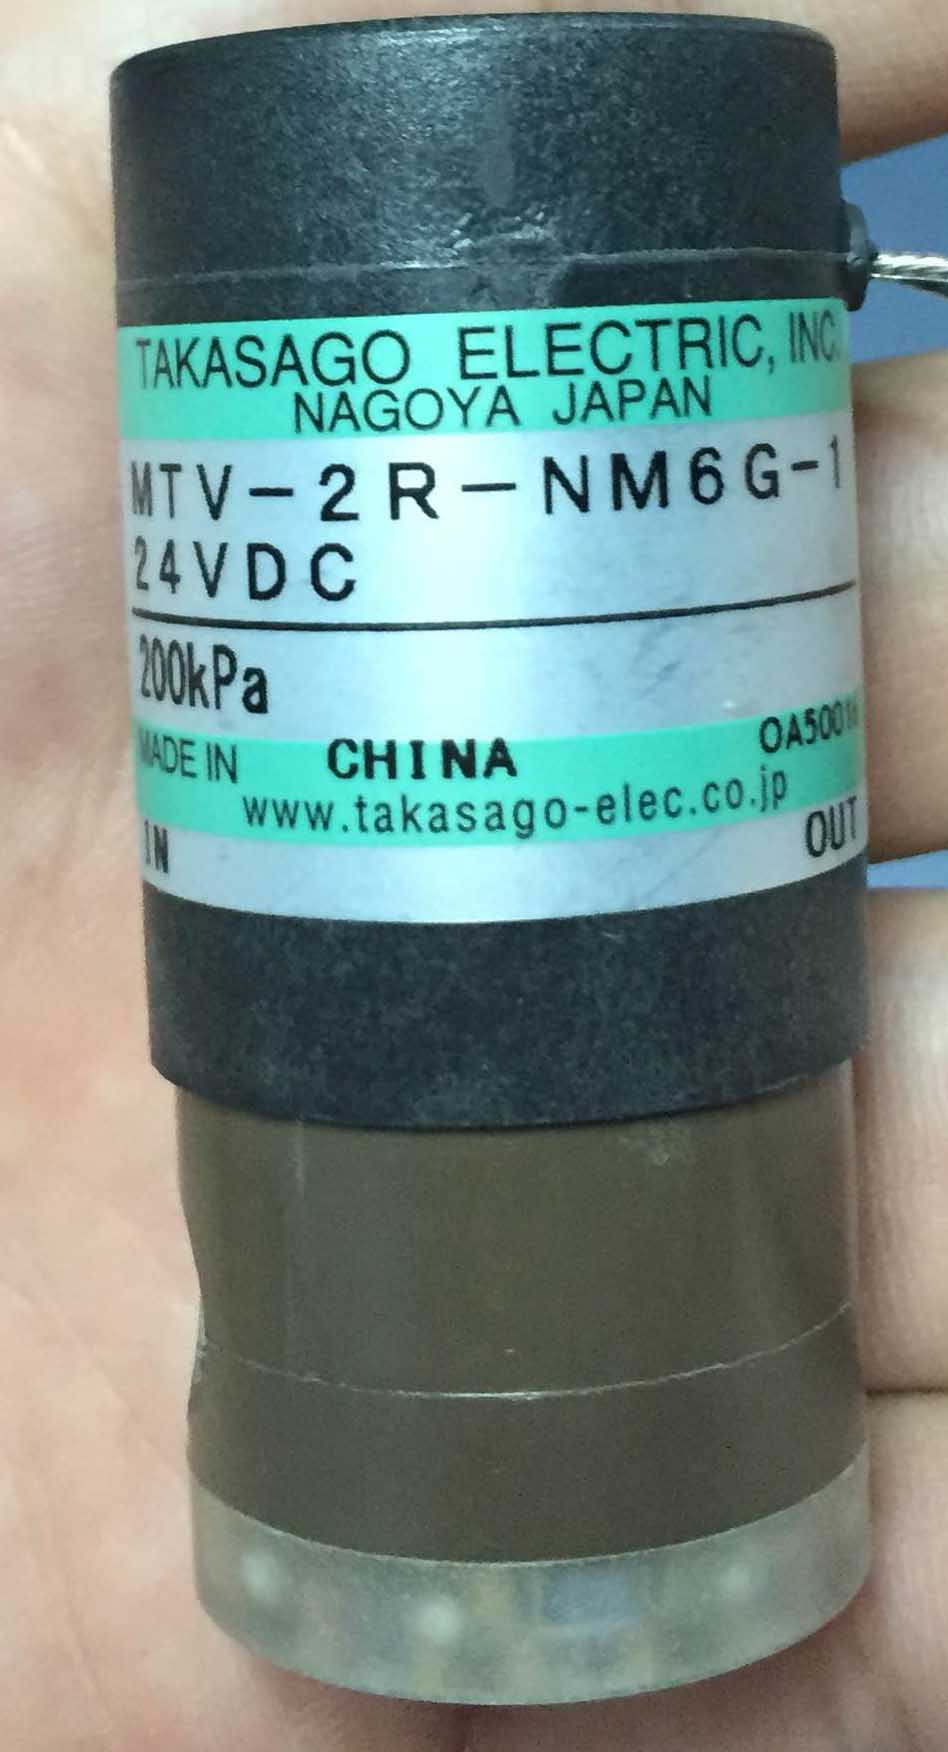 TAKASAGO ELECTRIC, INC.
NAGOYA JAPAN
MTV-2R-NM6G-1
24VDC
200kPa
MADE IN CHINA
www.takasago-elec.co.jp
IN OUT